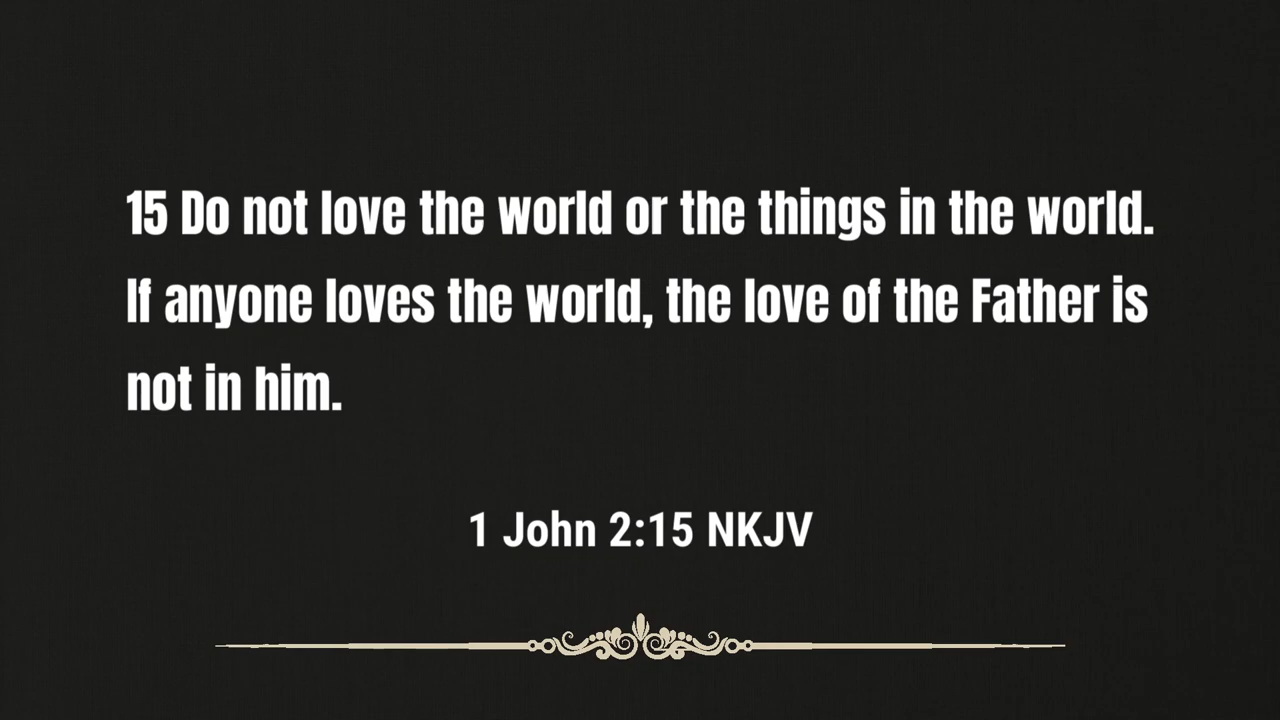 15 Do not love the world or the things in the world.
If anyone loves the world, the love of the Father is
not in him.
1 John 2:15 NKJV